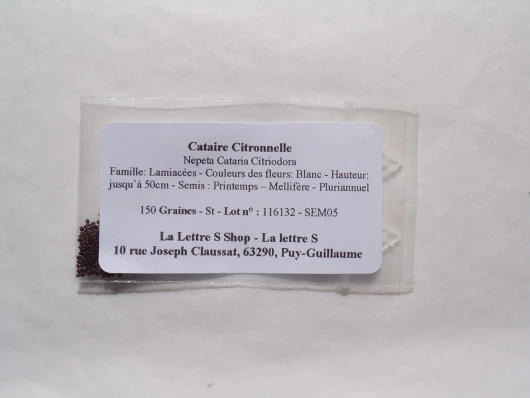 Cataire Citronnelle
Nepeta Cataria Citriodora
Famille: Lamiacées - Couleurs des fleurs: Blanc - Hauteur:
jusqu'à 50cm - Semis : Printemps – Mellifère - Pluriannuel
150 Graines - St - Lot n° : 116132 - SEM05
La Lettre S Shop - La lettre S
10 rue Joseph Claussat, 63290, Puy-Guillaume